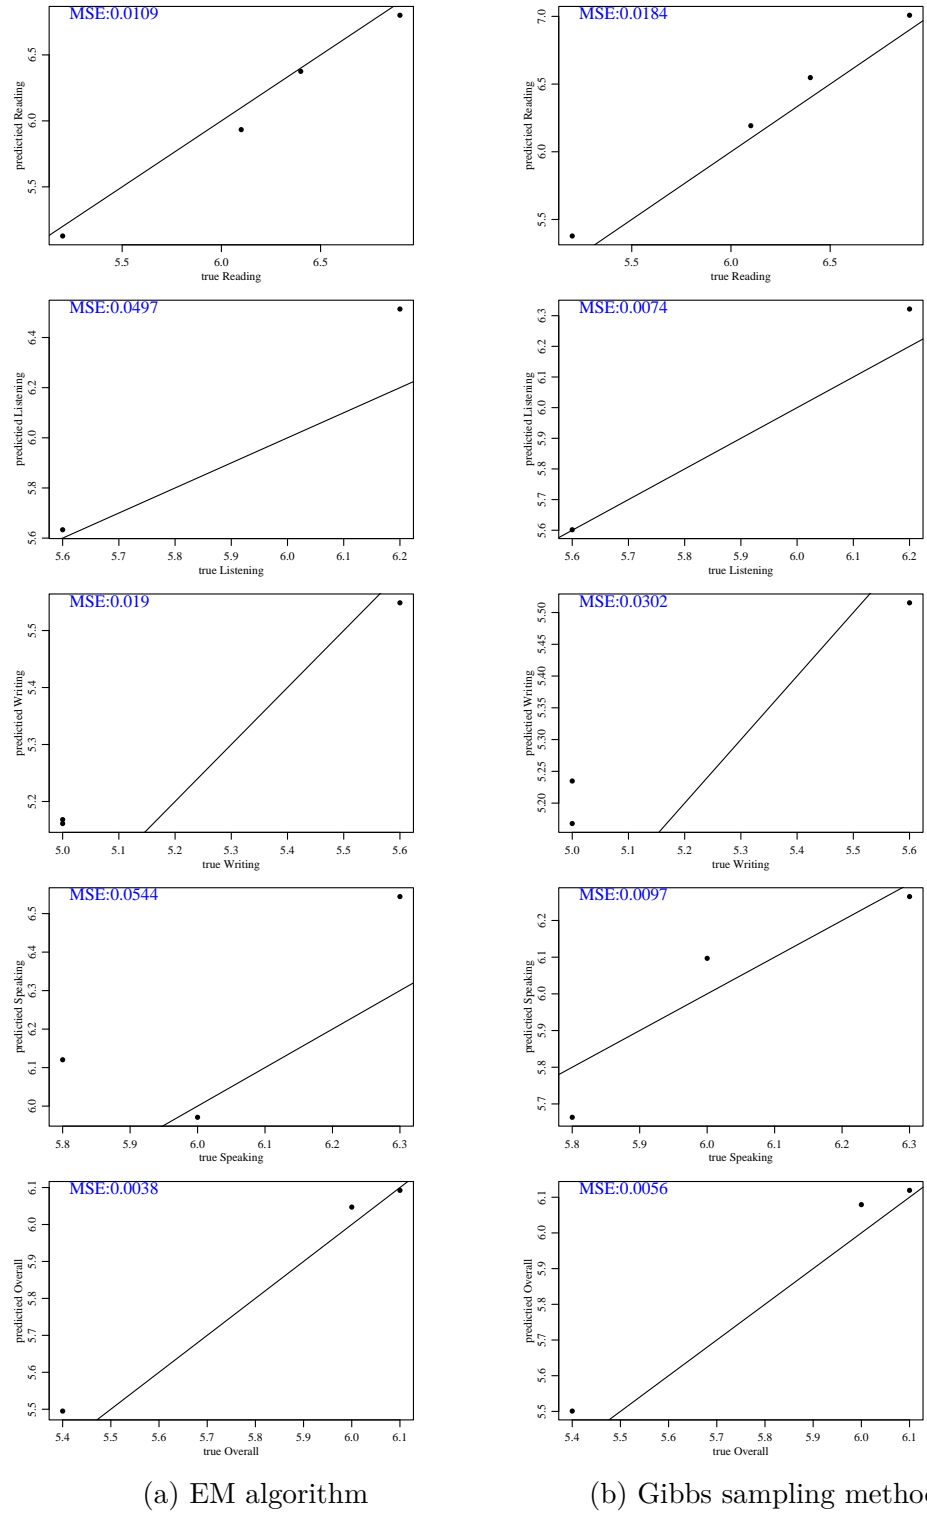 MSE:0.0109
predictied Reading
5.5 6.0 6.5
5.5 6.0 6.5
true Reading
MSE:0.0184
predictied Reading
5.5 6.0 6.5 7.0
5.5 6.0 6.5
true Reading
MSE:0.0497
predictied Listening
5.6 5.8 6.0 6.2 6.4
5.6 5.7 5.8 5.9 6.0 6.1 6.2
true Listening
MSE:0.0074
predictied Listening
5.6 5.7 5.8 5.9 6.0 6.1 6.2 6.3
5.6 5.7 5.8 5.9 6.0 6.1 6.2
true Listening
MSE:0.019
predictied Writing
5.2 5.3 5.4 5.5
5.0 5.1 5.2 5.3 5.4 5.5 5.6
true Writing
MSE:0.0302
predictied Writing
5.20 5.25 5.30 5.35 5.40 5.45 5.50
5.0 5.1 5.2 5.3 5.4 5.5 5.6
true Writing
MSE:0.0544
predictied Speaking
6.0 6.1 6.2 6.3 6.4 6.5
5.8 5.9 6.0 6.1 6.2 6.3
true Speaking
MSE:0.0097
predictied Speaking
5.7 5.8 5.9 6.0 6.1 6.2
5.8 5.9 6.0 6.1 6.2 6.3
true Speaking
MSE:0.0038
predictied Overall
5.5 5.6 5.7 5.8 5.9 6.0 6.1
5.4 5.5 5.6 5.7 5.8 5.9 6.0 6.1
true Overall
MSE:0.0056
predictied Overall
5.5 5.6 5.7 5.8 5.9 6.0 6.1
5.4 5.5 5.6 5.7 5.8 5.9 6.0 6.1
true Overall
(a) EM algorithm
(b) Gibbs sampling metho